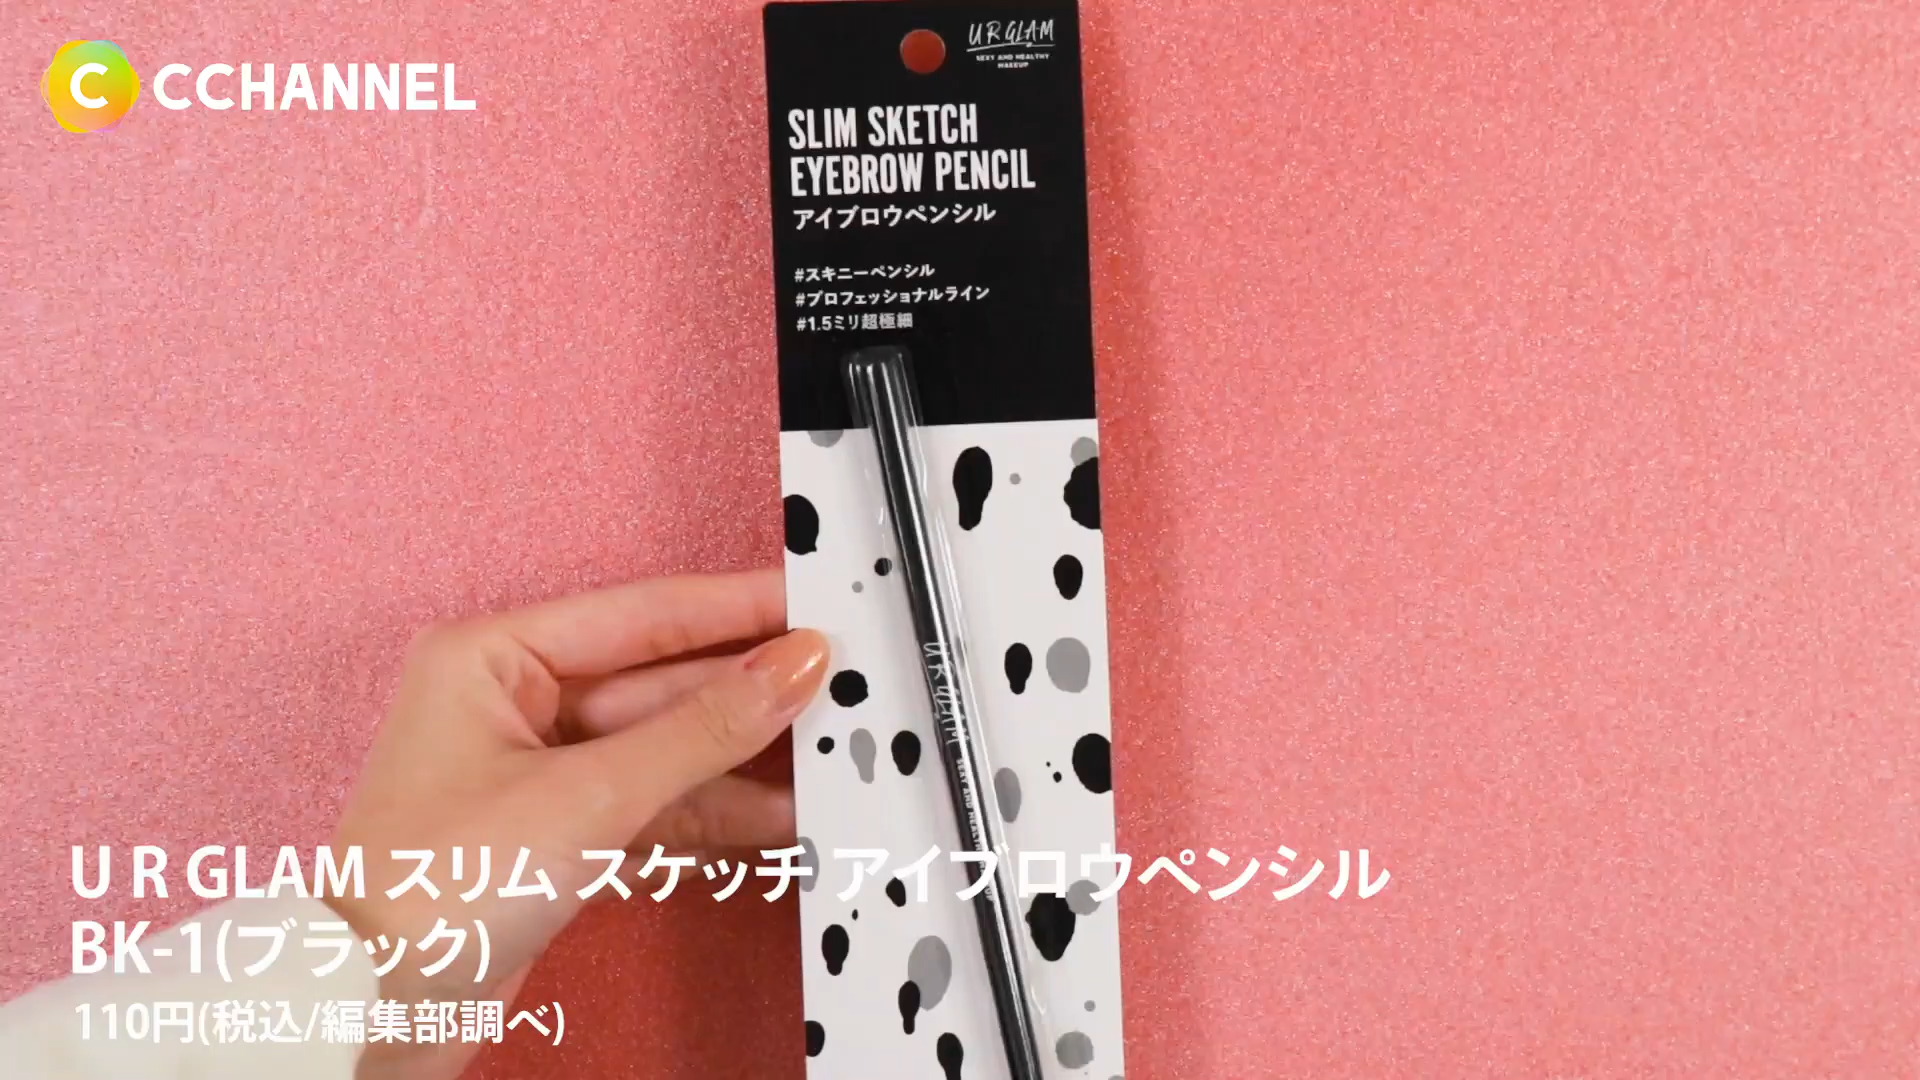 C CCHANNEL
U R GLAM
SEXY AND HEALTHY
MAKEUP
SLIM SKETCH
EYEBROW PENCIL
アイブロウペンシル
#スキニーペンシル
#プロフェッショナルライン
#1.5ミリ超極細
U R GLAM
U R GLAM スリム スケッチ アイブロウペンシル
BK-1(ブラック)
110円(税込/編集部調べ)